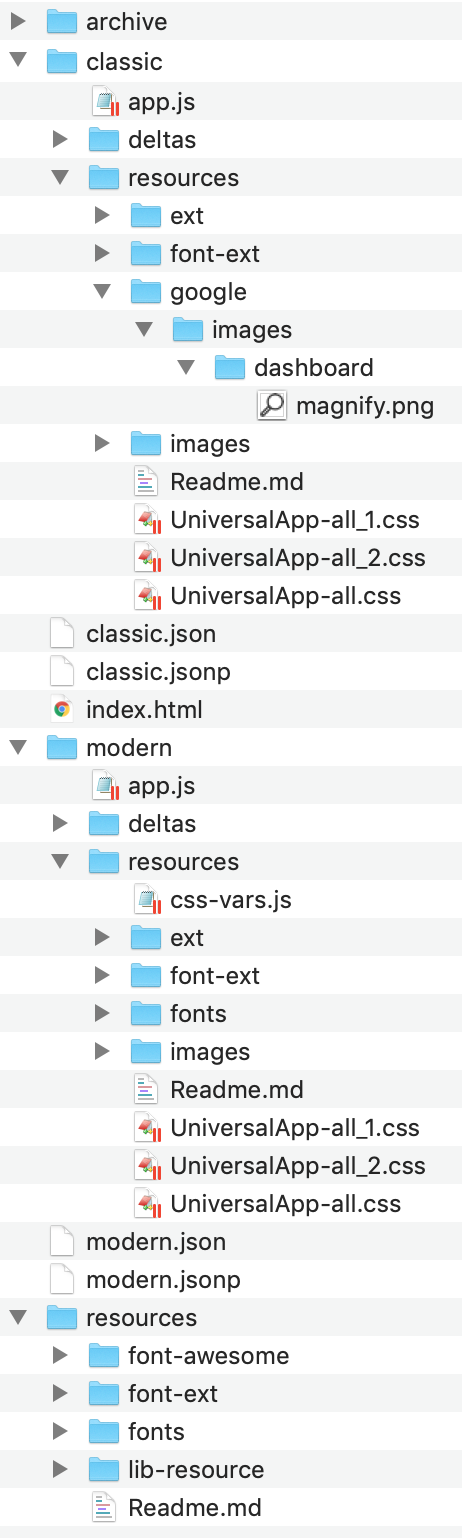 archive
classic
app.js
deltas
resources
ext
font-ext
google
images
dashboard
magnify.png
images
Readme.md
UniversalApp-all_1.css
UniversalApp-all_2.css
UniversalApp-all.css
classic.json
classic.jsonp
index.html
modern
app.js
deltas
resources
css-vars.js
ext
font-ext
fonts
images
Readme.md
UniversalApp-all_1.css
UniversalApp-all_2.css
UniversalApp-all.css
modern.json
modern.jsonp
resources
font-awesome
font-ext
fonts
lib-resource
Readme.md